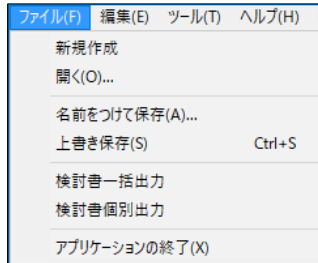 ファイル(F) 編集(E) ツール(T) ヘルプ(H)
新規作成
開く(O)...
名前をつけて保存(A)...
上書き保存(S) Ctrl+S
検討書一括出力
検討書個別出力
アプリケーションの終了(X)